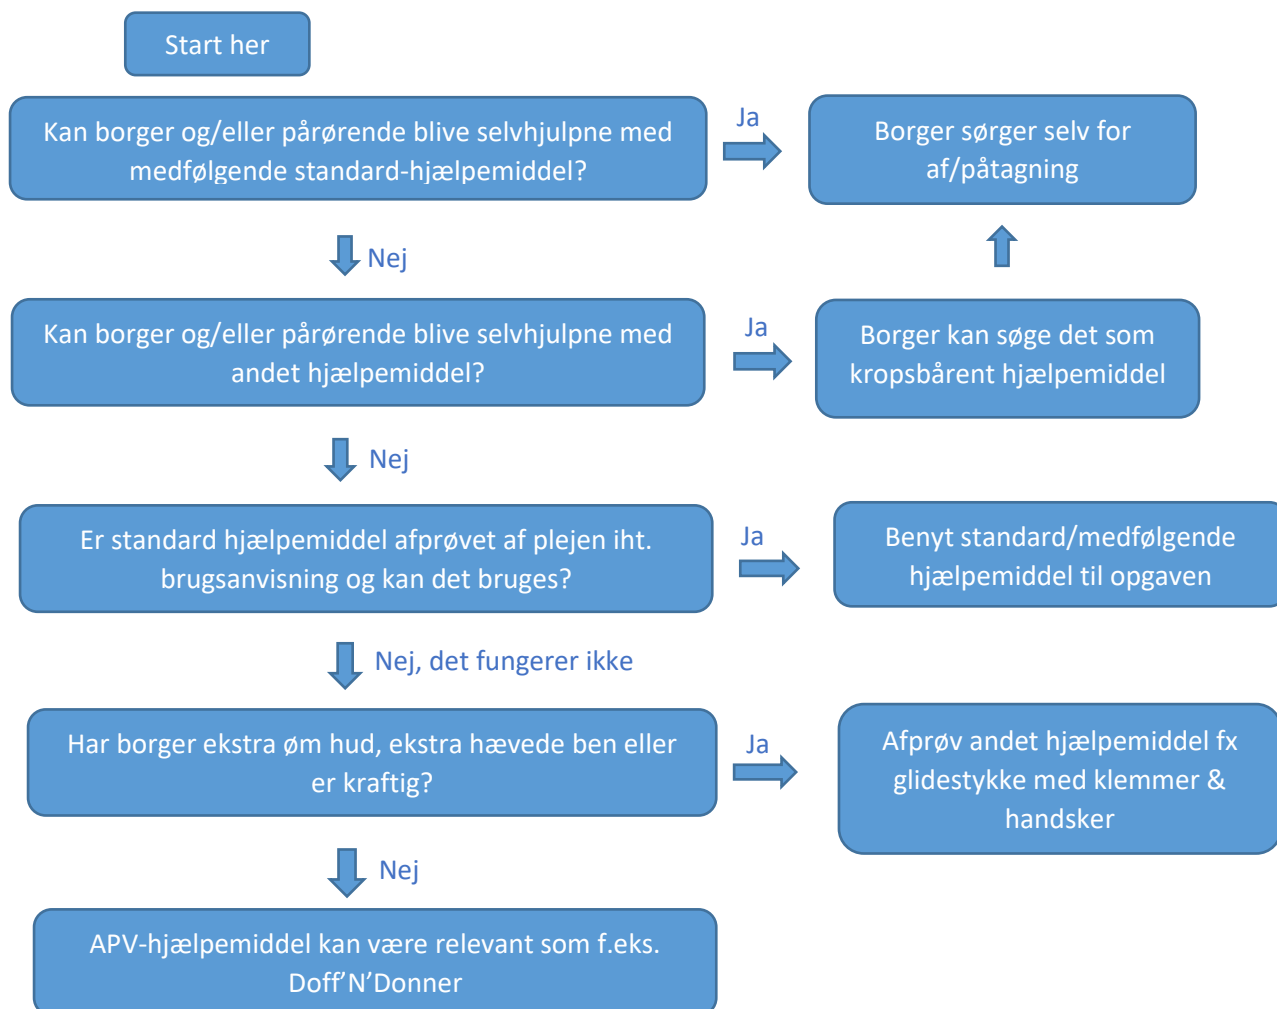 Start her
Kan borger og/eller pårørende blive selvhjulpne med
medfølgende standard-hjælpemiddel?
Ja
Borger sørger selv for
af/påtagning
Nej
Kan borger og/eller pårørende blive selvhjulpne med
andet hjælpemiddel?
Ja
Borger kan søge det som
kropsbårent hjælpemiddel
Nej
Er standard hjælpemiddel afprøvet af plejen iht.
brugsanvisning og kan det bruges?
Ja
Benyt standard/medfølgende
hjælpemiddel til opgaven
Nej, det fungerer ikke
Har borger ekstra øm hud, ekstra hævede ben eller
er kraftig?
Ja
Afprøv andet hjælpemiddel fx
glidestykke med klemmer &
handsker
Nej
APV-hjælpemiddel kan være relevant som f.eks.
Doff’N’Donner